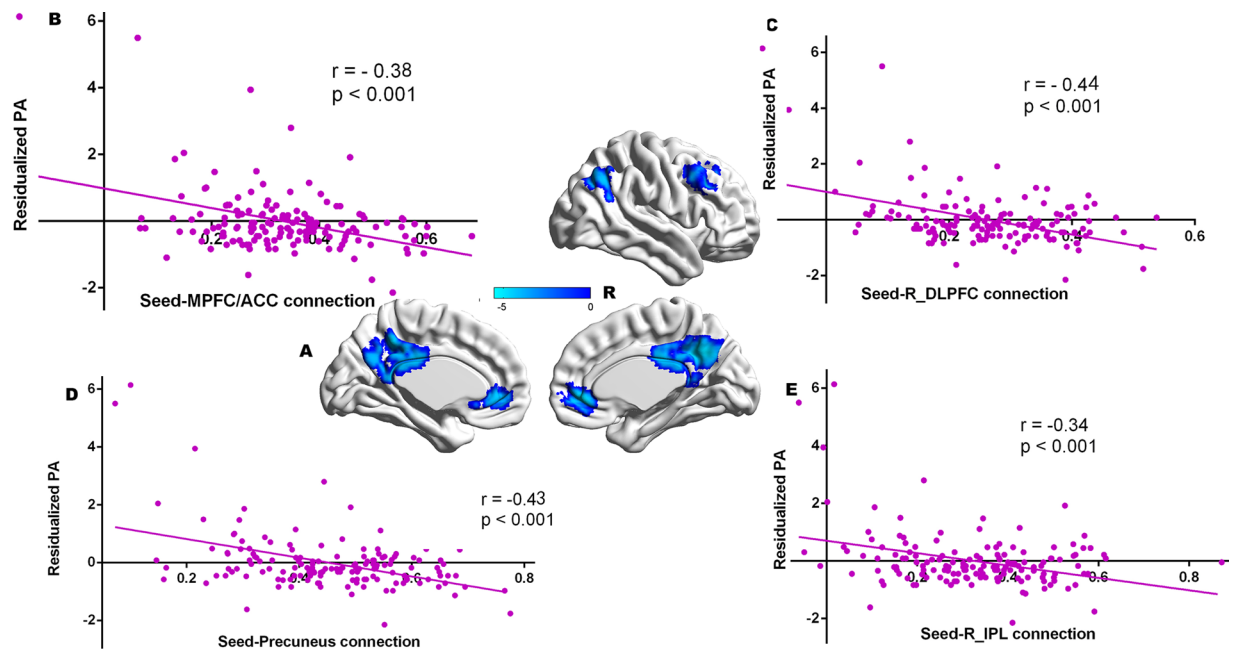 B
6
4
2
-2
0.2
0.4
0.6
Residualized PA
r = - 0.38
p < 0.001
Seed-MPFC/ACC connection
C
6
4
2
-2
0.2
0.4
0.6
Residualized PA
r = - 0.44
p < 0.001
Seed-R_DLPFC connection
A
-5
0
R
D
6
4
2
0
-2
0.2
0.4
0.8
Residualized PA
r = -0.43
p < 0.001
Seed-Precuneus connection
E
6
4
2
0
-2
0.2
0.4
0.6
0.8
Residualized PA
r = -0.34
p < 0.001
Seed-R_IPL connection